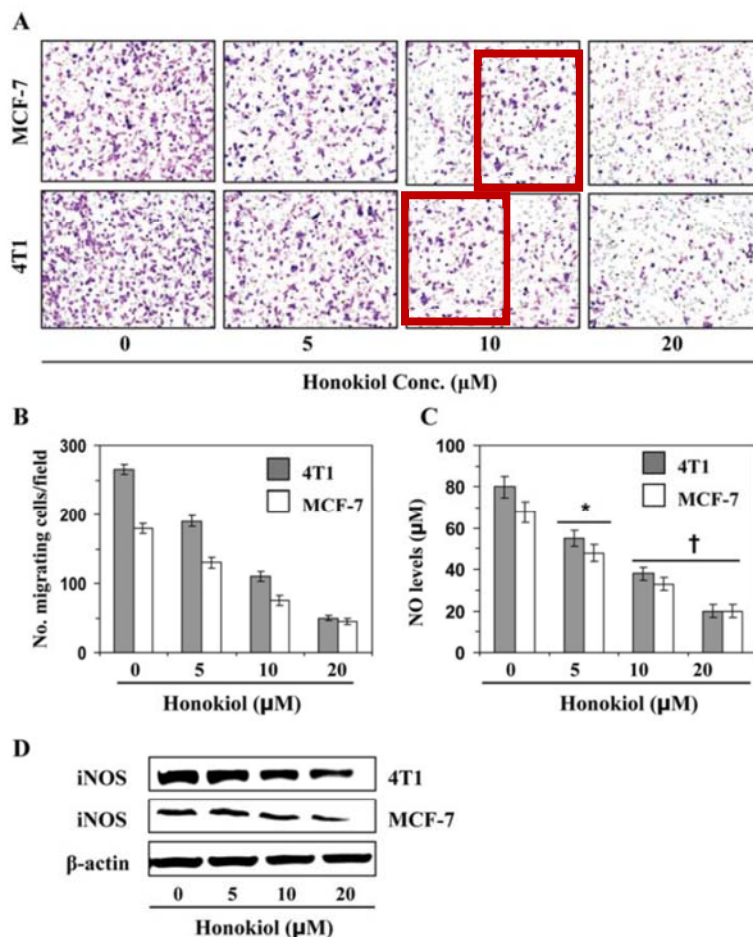 A
MCF-7
4T1
0 5 10 20
Honokiol Conc. (µM)
B
300
200
100
0
No. migrating cells/field
4T1
MCF-7
0 5 10 20
Honokiol (µM)
C
100
80
60
40
20
0
NO levels (µM)
4T1
MCF-7
*
†
0 5 10 20
Honokiol (µM)
D
iNOS 4T1
iNOS MCF-7
β-actin
0 5 10 20
Honokiol (µM)